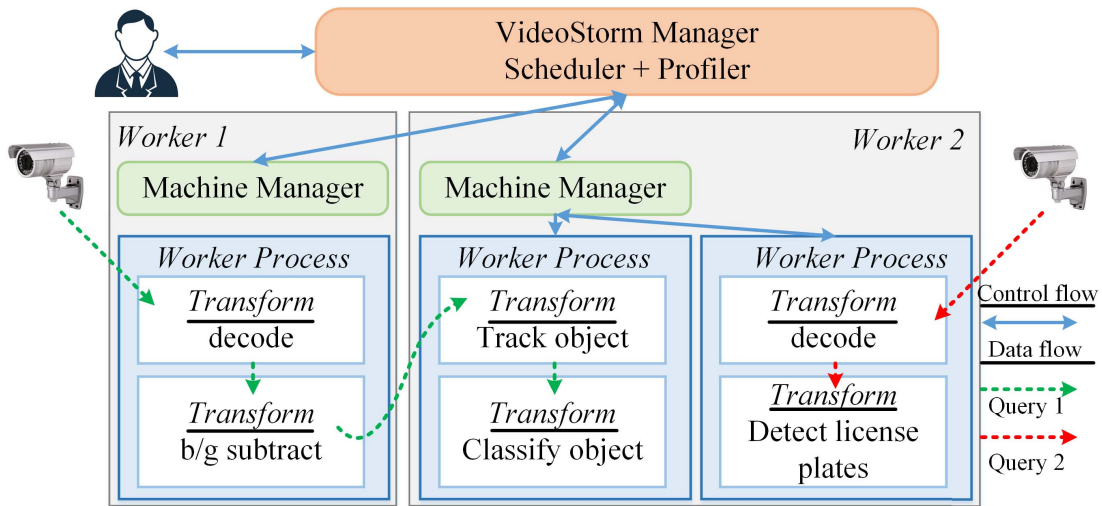 VideoStorm Manager
Scheduler + Profiler
Worker 1
Worker 2
Machine Manager
Machine Manager
Worker Process
Transform
decode
Transform
b/g subtract
Worker Process
Transform
Track object
Transform
Classify object
Worker Process
Transform
decode
Transform
Detect license
plates
Control flow
Data flow
Query 1
Query 2